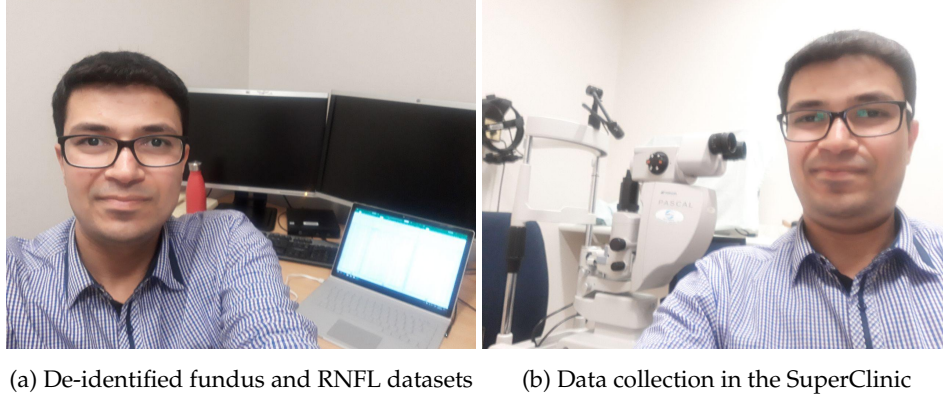 PASCAL
(a) De-identified fundus and RNFL datasets
(b) Data collection in the SuperClinic